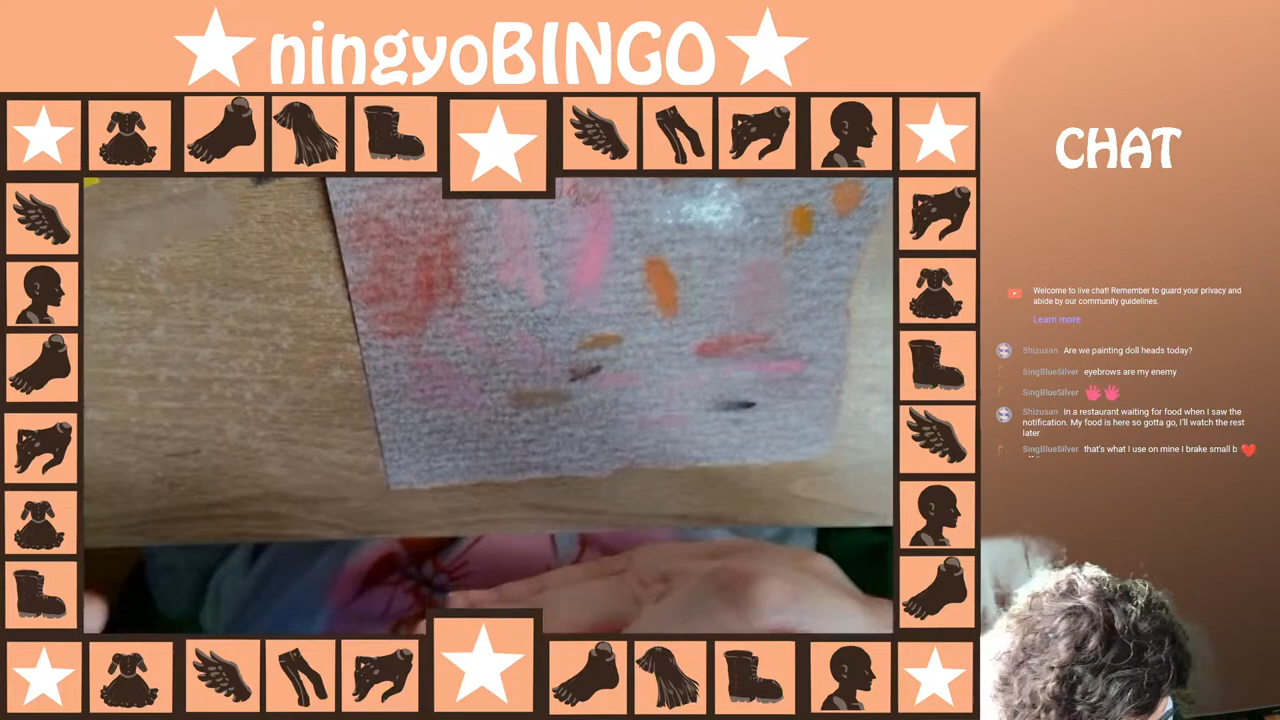 ningyoBINGO
CHAT
Welcome to live chat! Remember to guard your privacy and
abide by our community guidelines.
Learn more
Shizusan Are we painting doll heads today?
SingBlueSilver eyebrows are my enemy
SingBlueSilver
Shizusan In a restaurant waiting for food when I saw the
notification. My food is here so gotta go, I'll watch the rest
later
SingBlueSilver that's what I use on mine I brake small b